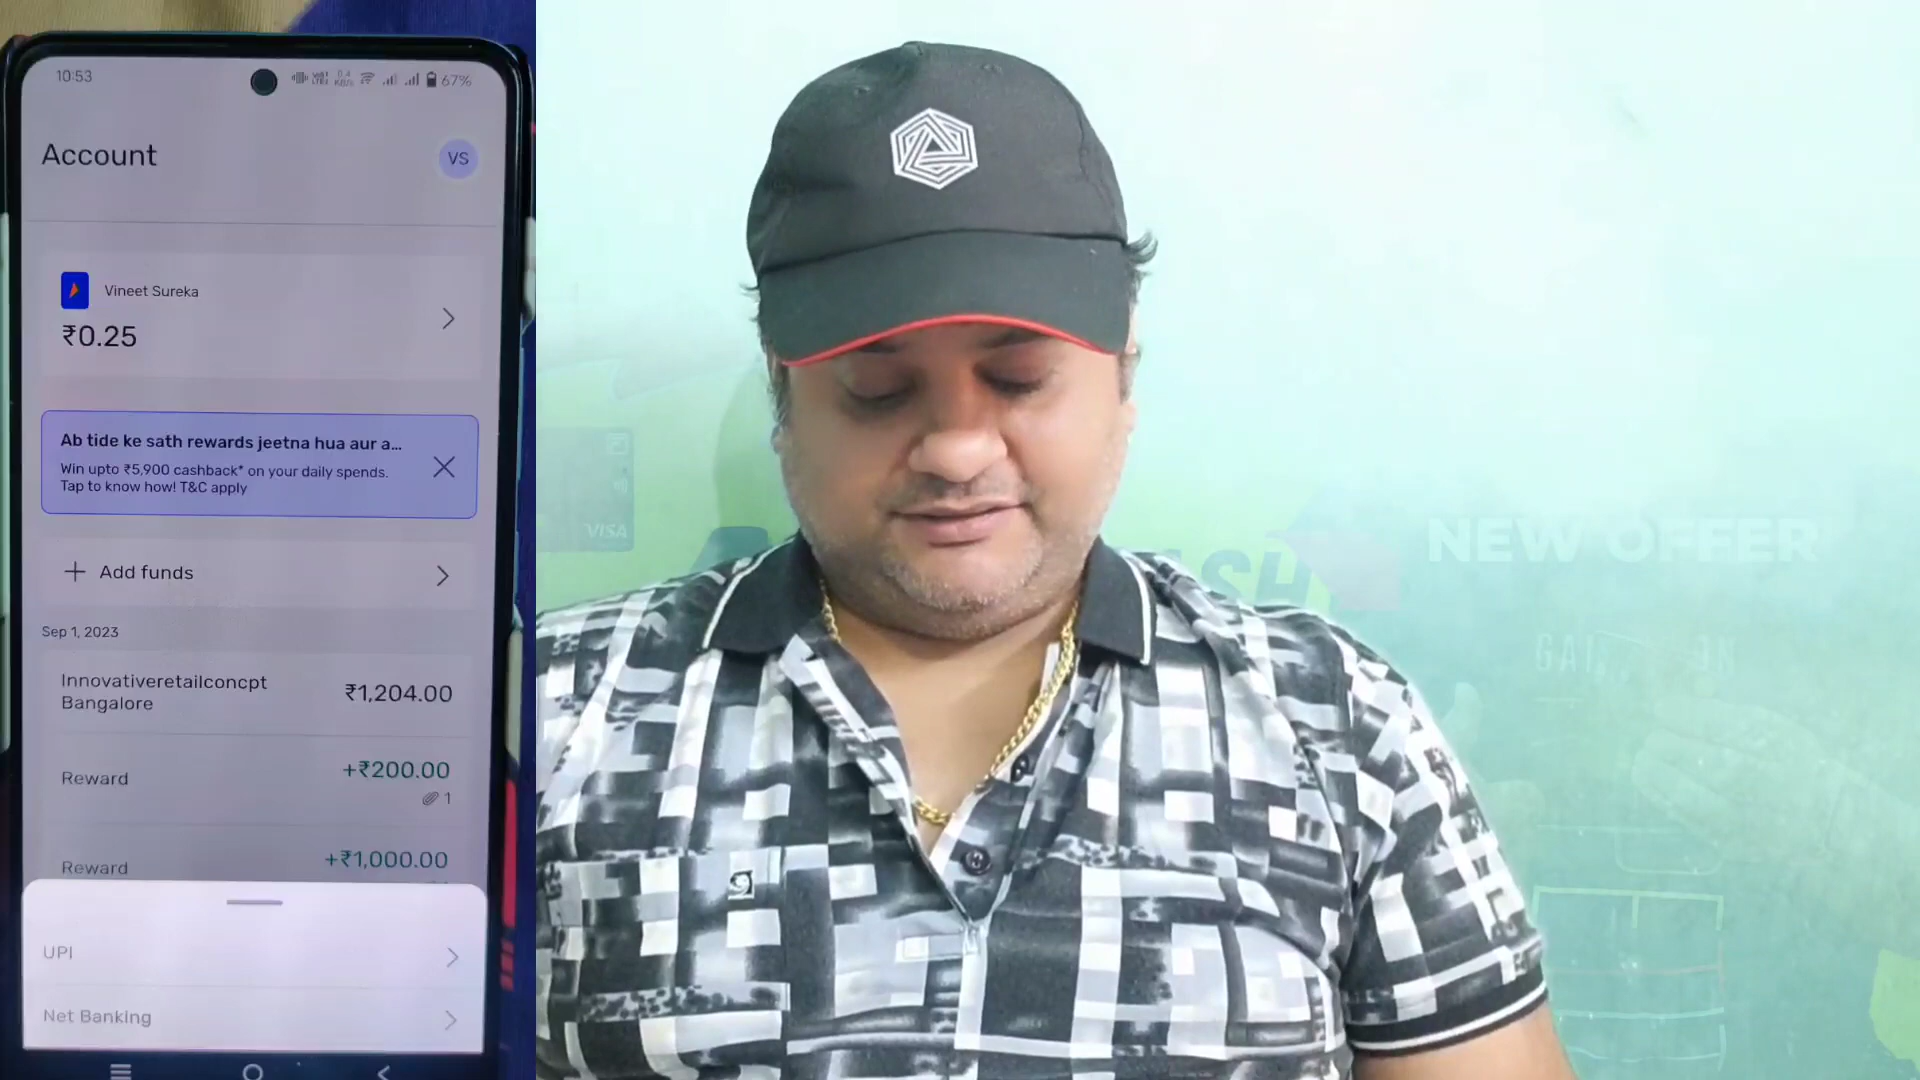 10:53
67%
Account
VS
Vineet Sureka
₹0.25
Ab tide ke sath rewards jeetna hua aur a...
Win upto ₹5,900 cashback* on your daily spends.
Tap to know how! T&C apply
+ Add funds
Sep 1, 2023
Innovativeretailconcpt
Bangalore
₹1,204.00
Reward
+₹200.00
1
Reward
+₹1,000.00
UPI
Net Banking
VISA
NEW OFFER